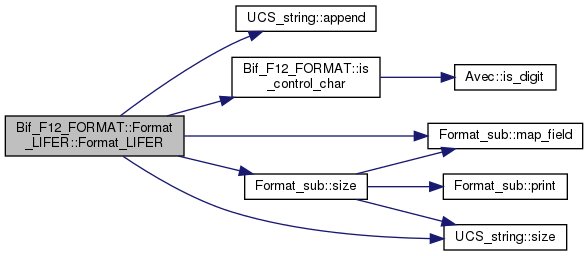 UCS_string::append
Bif_F12_FORMAT::is
_control_char
Avec::is_digit
Bif_F12_FORMAT::Format
_LIFER::Format_LIFER
Format_sub::map_field
Format_sub::size
Format_sub::print
UCS_string::size